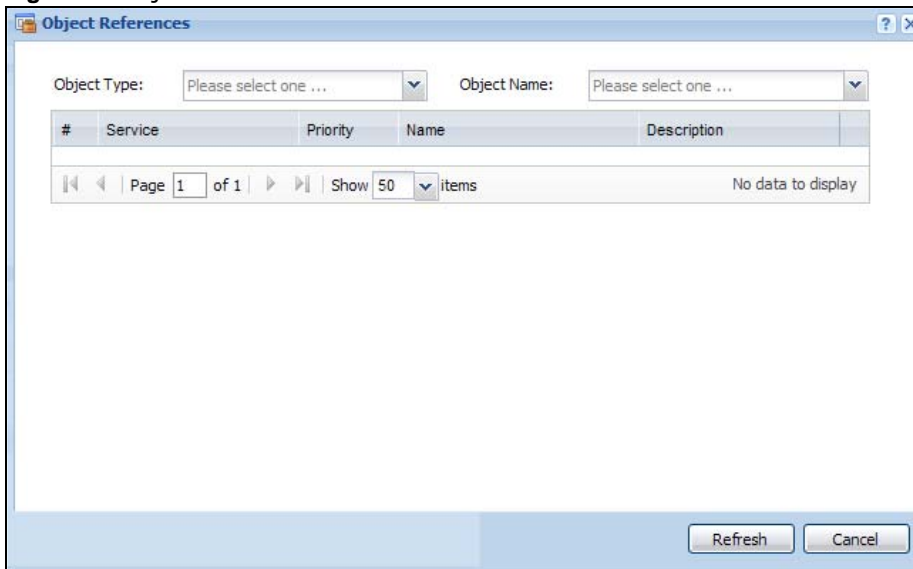 Object References
Object Type: Please select one ... Object Name: Please select one ...
# Service Priority Name Description
Page 1 of 1 Show 50 items No data to display
Refresh Cancel